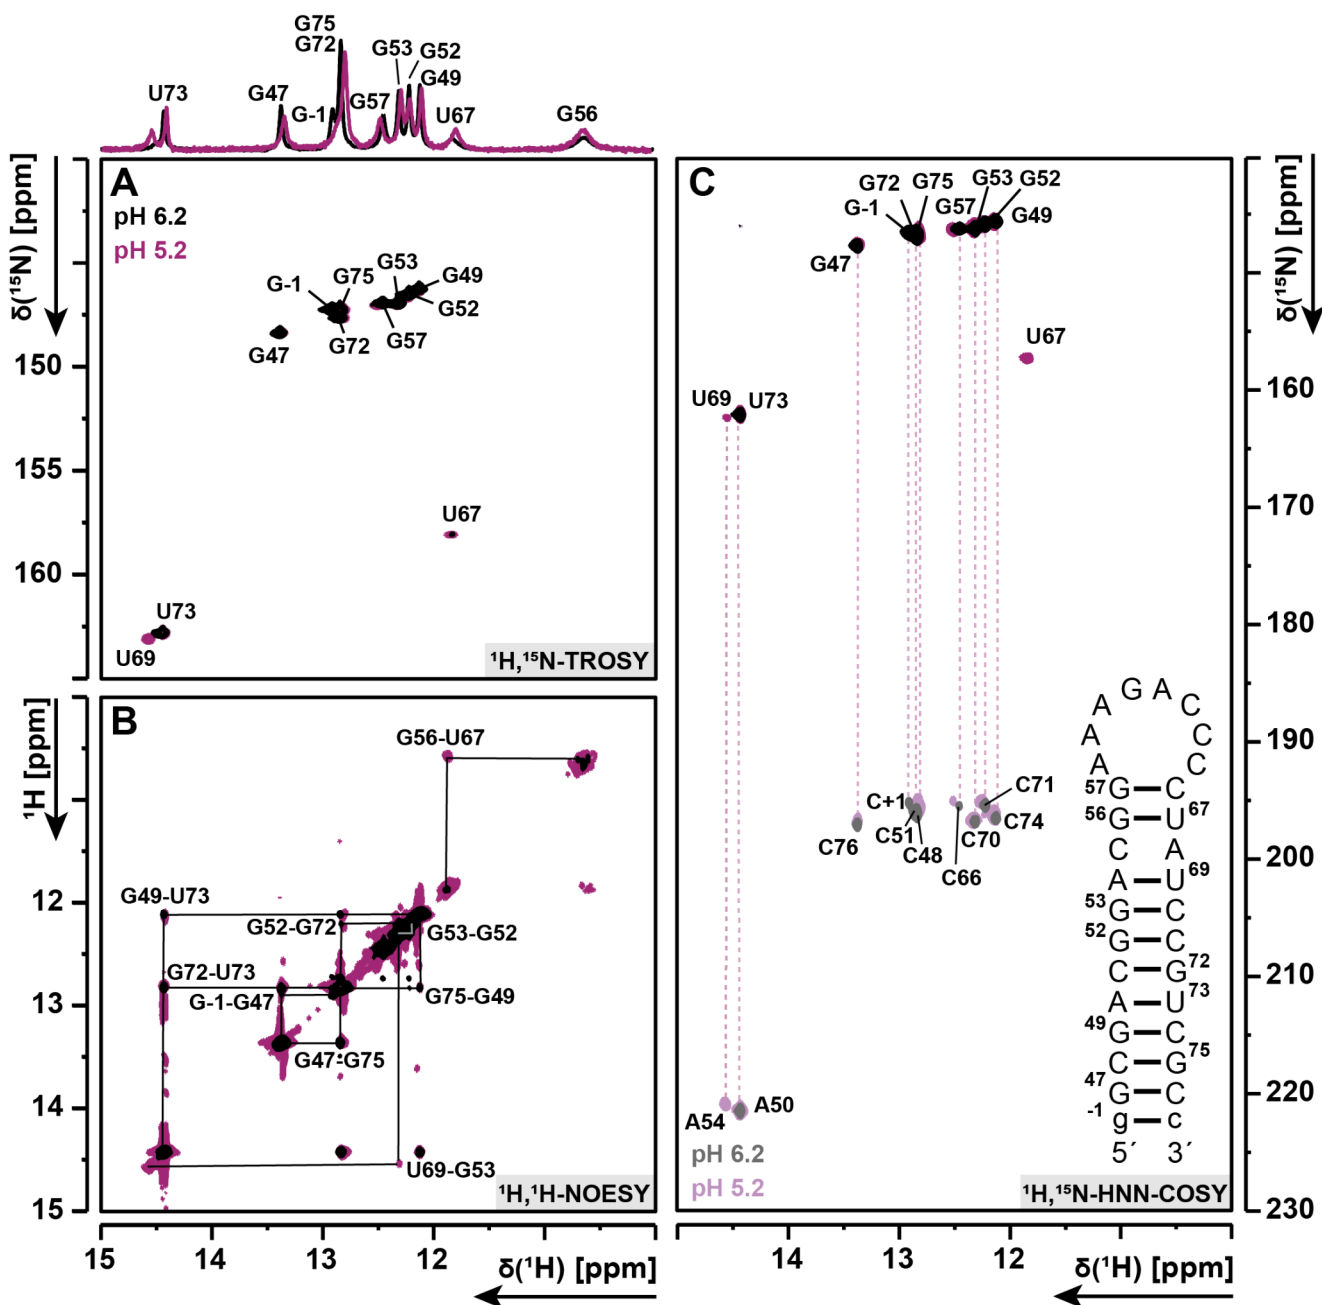 G75
G72
G53
G52
U73
G47
G-1
G57
G49
U67
G56
A
pH 6.2
pH 5.2
δ(¹⁵N) [ppm]
150
155
160
G-1
G75
G53
G49
G52
G47
G72
G57
U67
U73
U69
¹H,¹⁵N-TROSY
B
¹H [ppm]
11
12
13
14
15
G56-U67
G49-U73
G52-G72
G53-G52
G72-U73
G-1-G47
G75-G49
G47-G75
U69-G53
¹H,¹H-NOESY
15
14
13
12
δ(¹H) [ppm]
C
G72
G75
G53
G52
G-1
G57
G49
G47
U67
U69
U73
C+1
C71
C76
C51
C48
C70
C74
C66
A54
A50
pH 6.2
pH 5.2
A G A C
A C
A C
A C
57 G C
56 G U 67
C A
A U 69
53 G C
52 G C
C G 72
A U 73
49 G C
C G 75
47 G C
-1 g c
5´ 3´
¹H,¹⁵N-HNN-COSY
δ(¹⁵N) [ppm]
150
160
170
180
190
200
210
220
230
14
13
12
δ(¹H) [ppm]